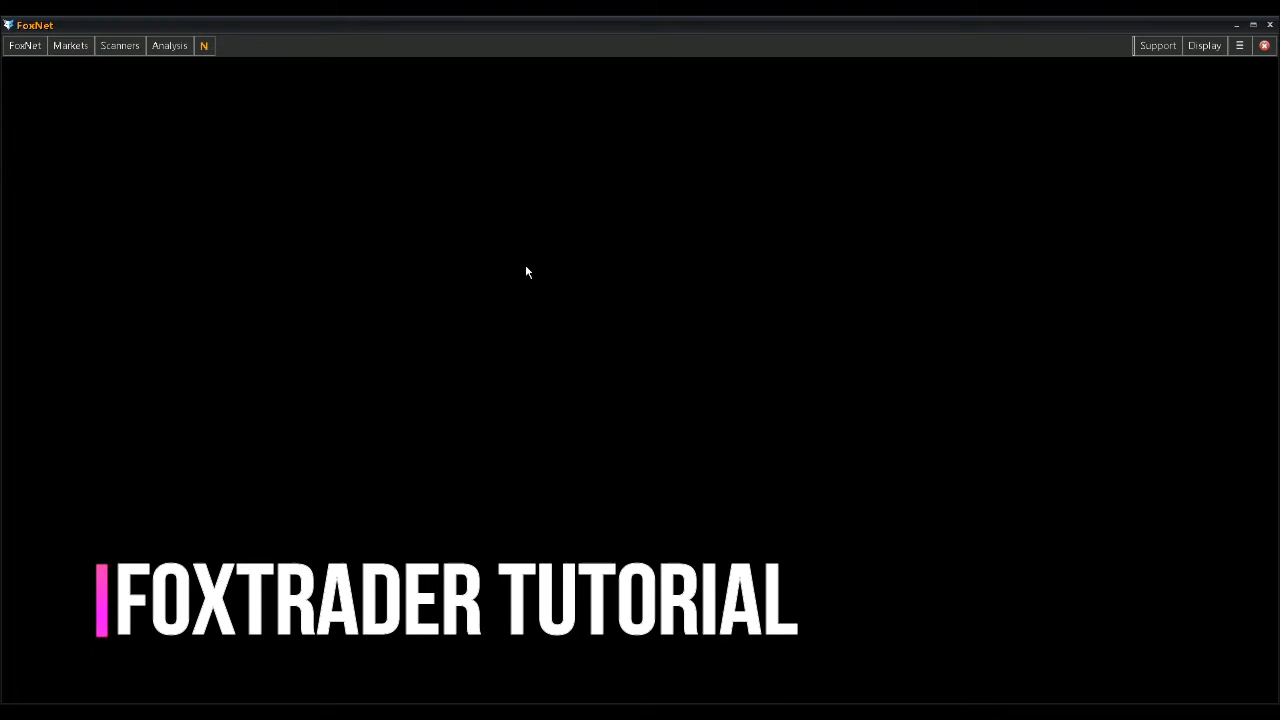 FoxNet
FoxNet Markets Scanners Analysis N Support Display
FOXTRADER TUTORIAL